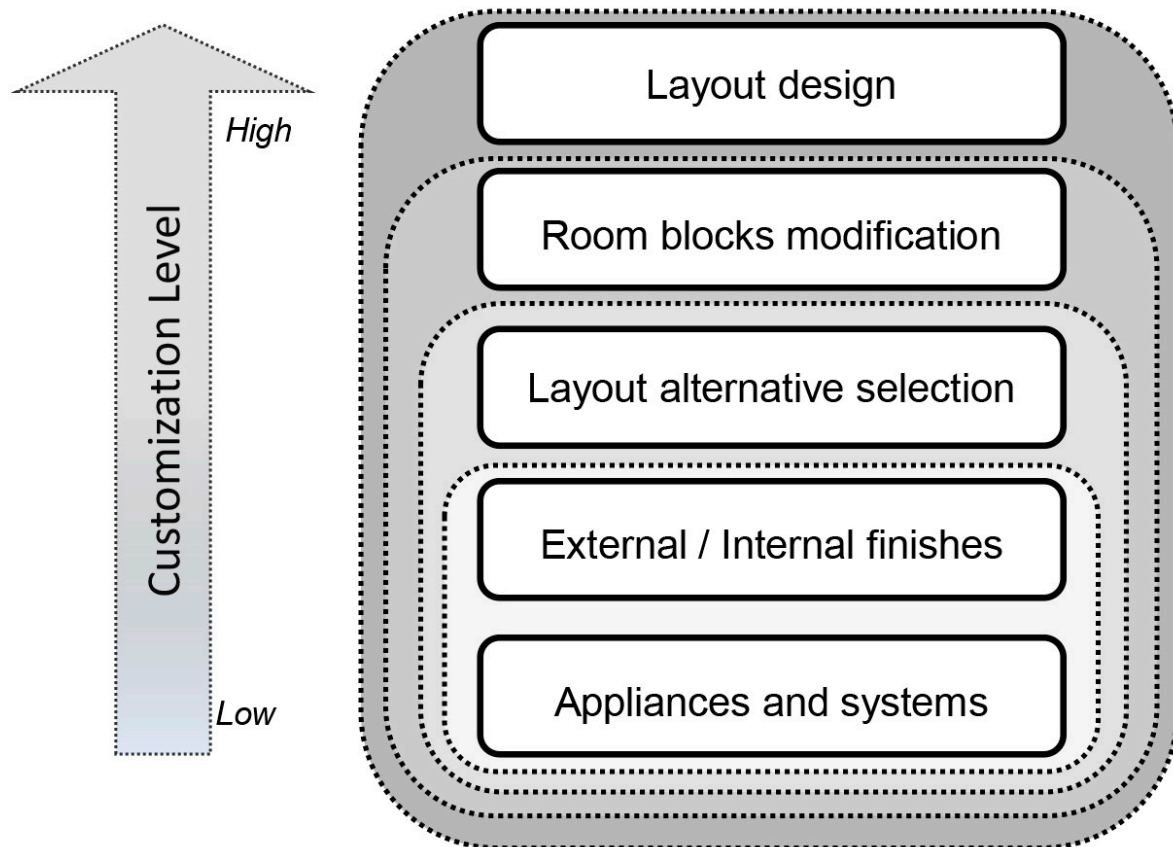 Layout design
High
Room blocks modification
Customization Level
Layout alternative selection
External / Internal finishes
Appliances and systems
Low